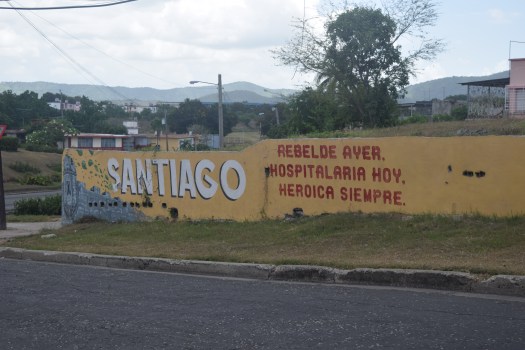 SANTIAGO
REBELDE AYER,
HOSPITALARIA HOY,
HEROICA SIEMPRE.